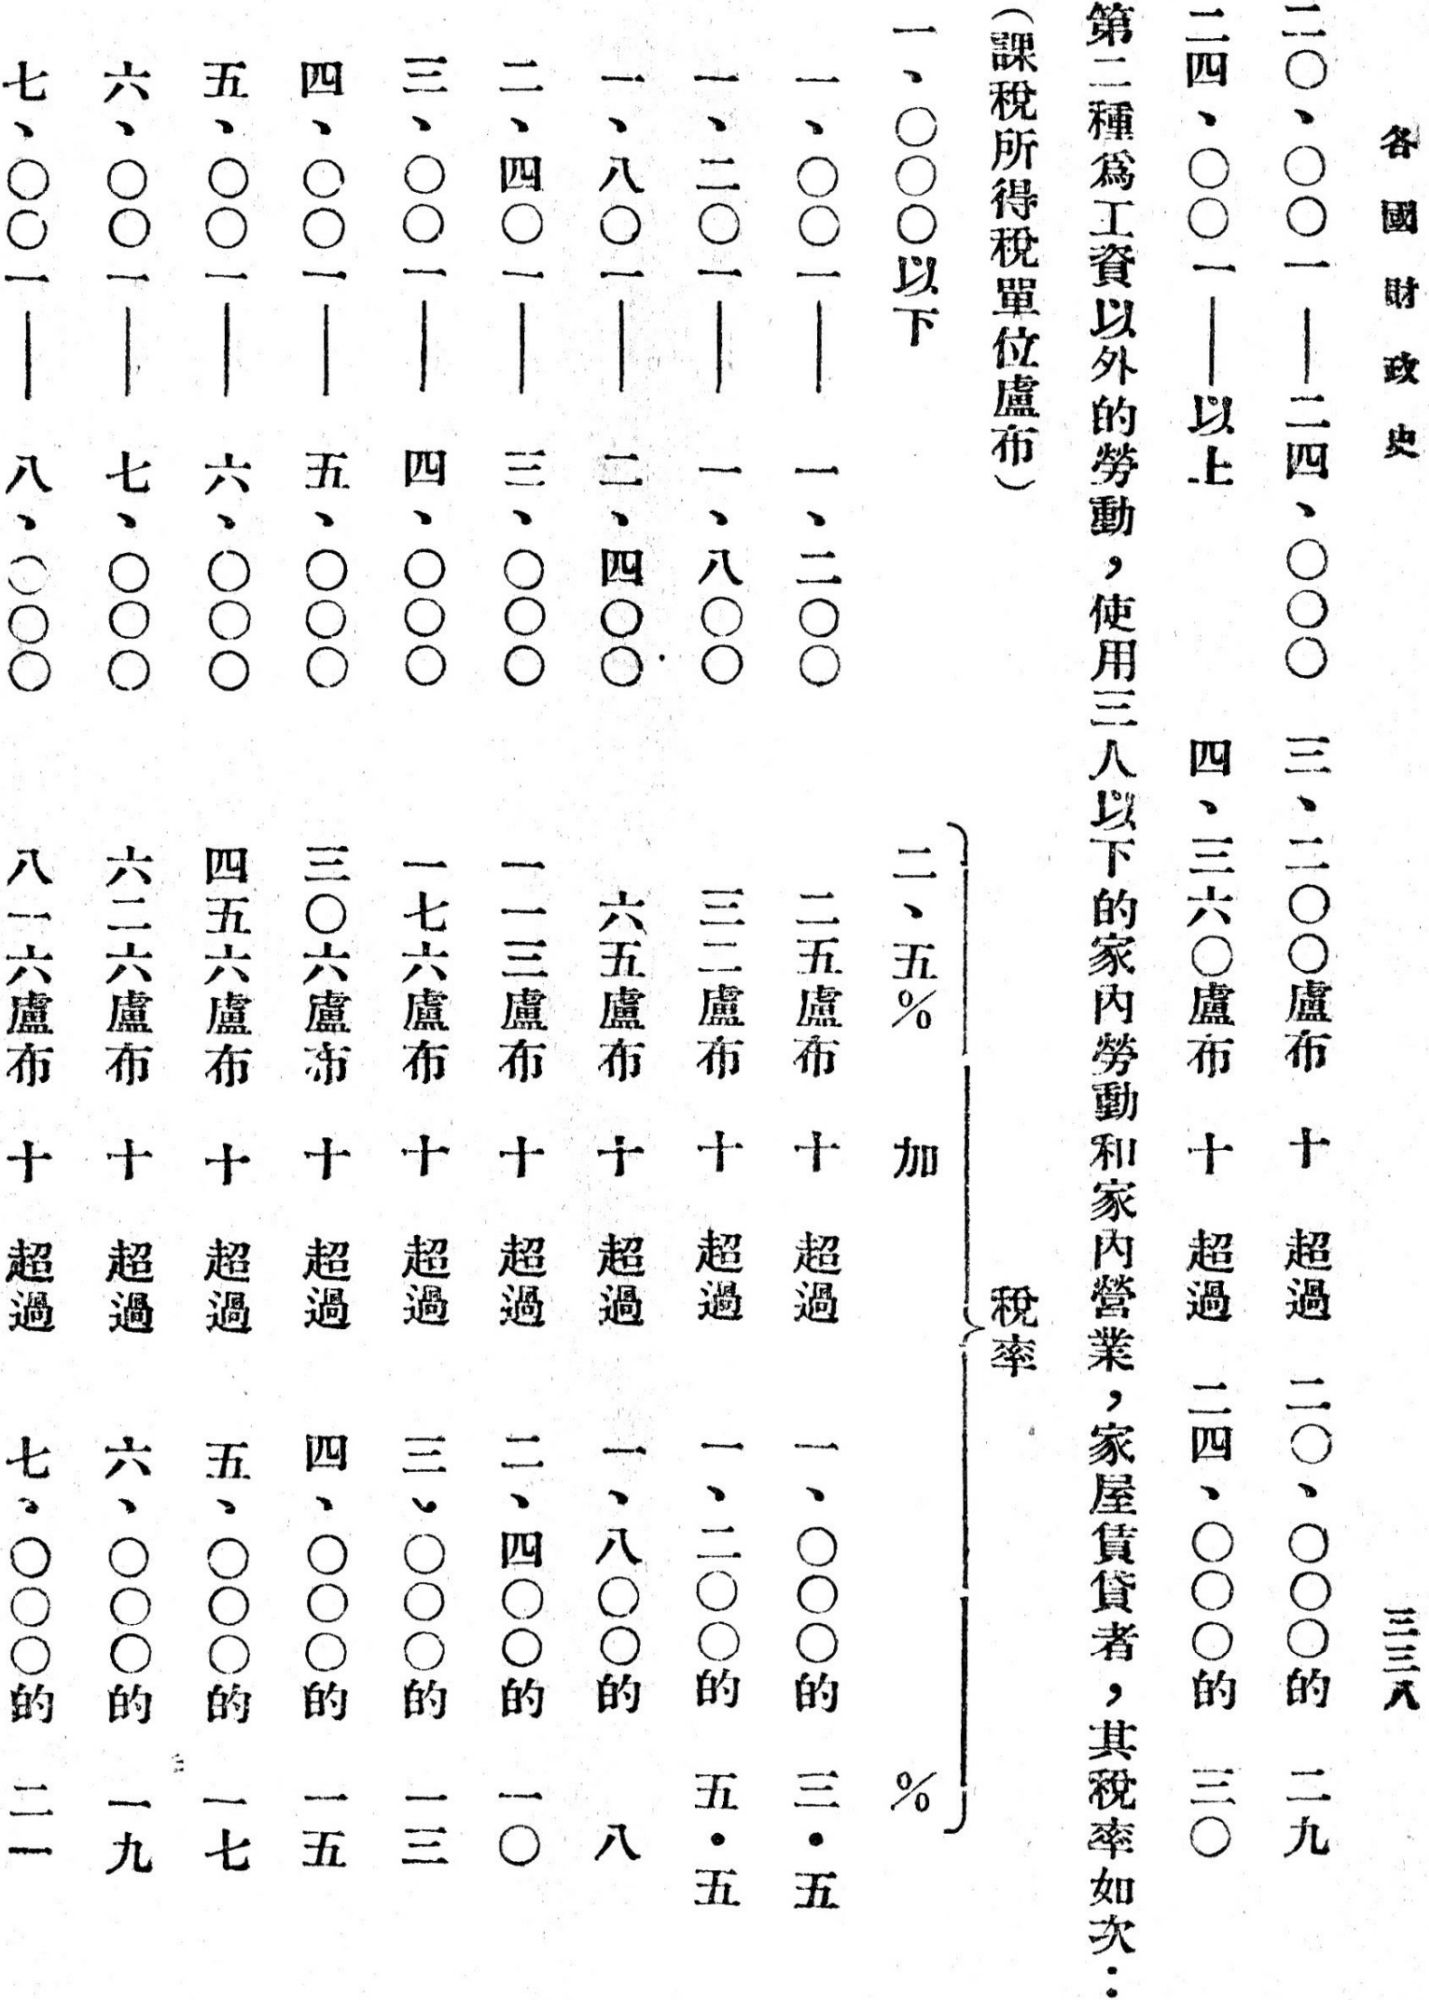 各國財政史
三三八
二〇、〇〇一——二四、〇〇〇 三、二〇〇盧布 十 超過 二〇、〇〇〇的 二九
二四、〇〇一——以上 四、三六〇盧布 十 超過 二四、〇〇〇的 三〇
第二種爲工資以外的勞動，使用三人以下的家內勞動和家內營業，家屋賃貸者，其稅率如次：
（課稅所得稅單位盧布） 稅率
一、〇〇〇以下 二、五% 加 %
一、〇〇一——一、二〇〇 二五盧布 十 超過 一、〇〇〇的 三・五
一、二〇一——一、八〇〇 三二盧布 十 超過 一、二〇〇的 五・五
一、八〇一——二、四〇〇 六五盧布 十 超過 一、八〇〇的 八
二、四〇一——三、〇〇〇 一一三盧布 十 超過 二、四〇〇的 一〇
三、〇〇一——四、〇〇〇 一七六盧布 十 超過 三、〇〇〇的 一三
四、〇〇一——五、〇〇〇 三〇六盧布 十 超過 四、〇〇〇的 一五
五、〇〇一——六、〇〇〇 四五六盧布 十 超過 五、〇〇〇的 一七
六、〇〇一——七、〇〇〇 六二六盧布 十 超過 六、〇〇〇的 一九
七、〇〇一——八、〇〇〇 八一六盧布 十 超過 七、〇〇〇的 二一